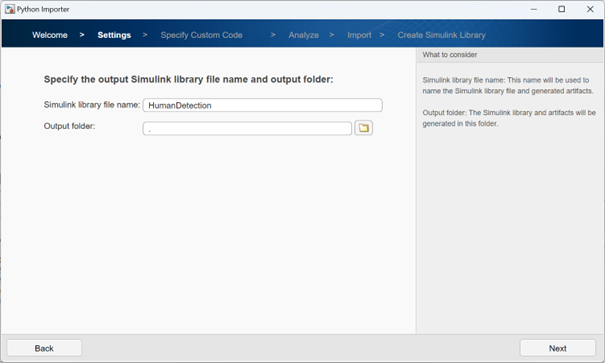 Python Importer
Welcome > Settings > Specify Custom Code > Analyze > Import > Create Simulink Library
What to consider
Specify the output Simulink library file name and output folder:
Simulink library file name: HumanDetection
Output folder: .
Simulink library file name: This name will be used to
name the Simulink library file and generated artifacts.
Output folder: The Simulink library and artifacts will be
generated in this folder.
Back
Next